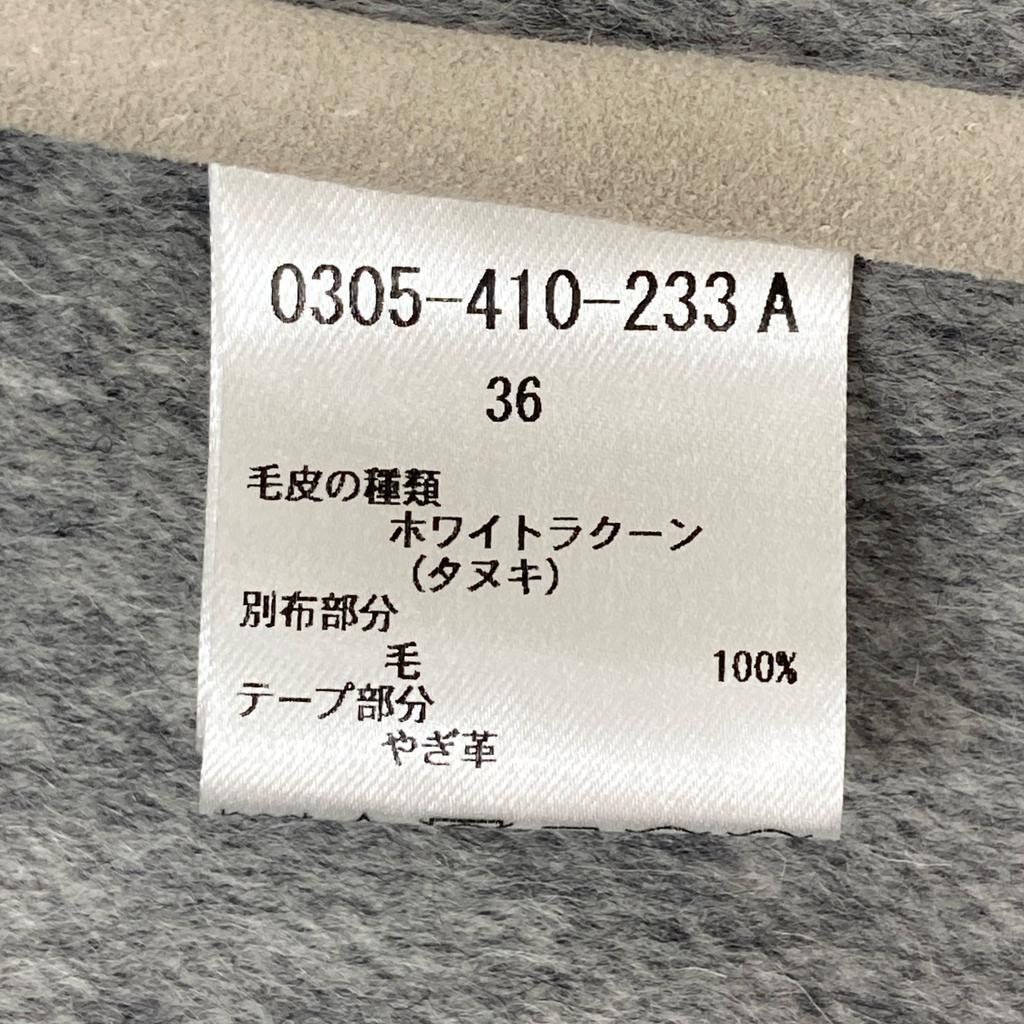 0305-410-233 A
36
毛皮の種類
ホワイトラクーン
(タヌキ)
別布部分
毛 100%
テープ部分
やぎ革